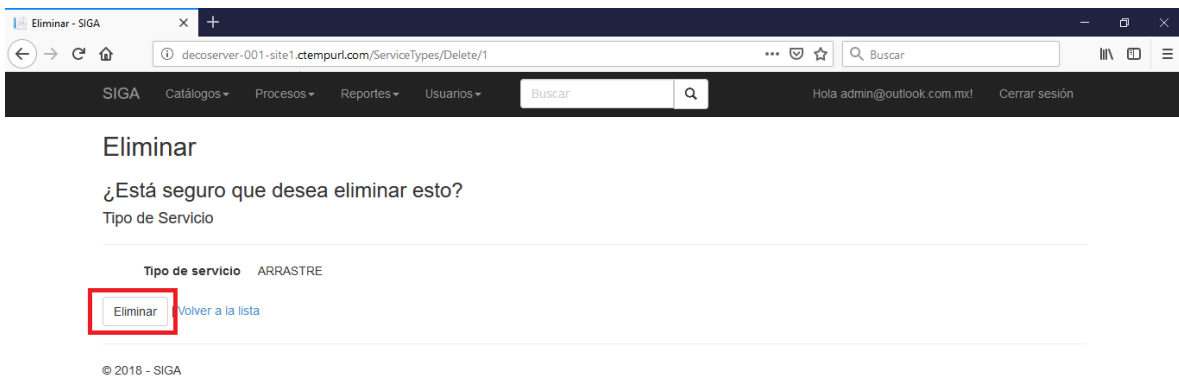 Eliminar - SIGA
decoserver-001-site1.ctempurl.com/ServiceTypes/Delete/1
Buscar
SIGA Catálogos Procesos Reportes Usuarios Buscar Hola admin@outlook.com.mx! Cerrar sesión
Eliminar
¿Está seguro que desea eliminar esto?
Tipo de Servicio
Tipo de servicio ARRASTRE
Eliminar | Volver a la lista
© 2018 - SIGA